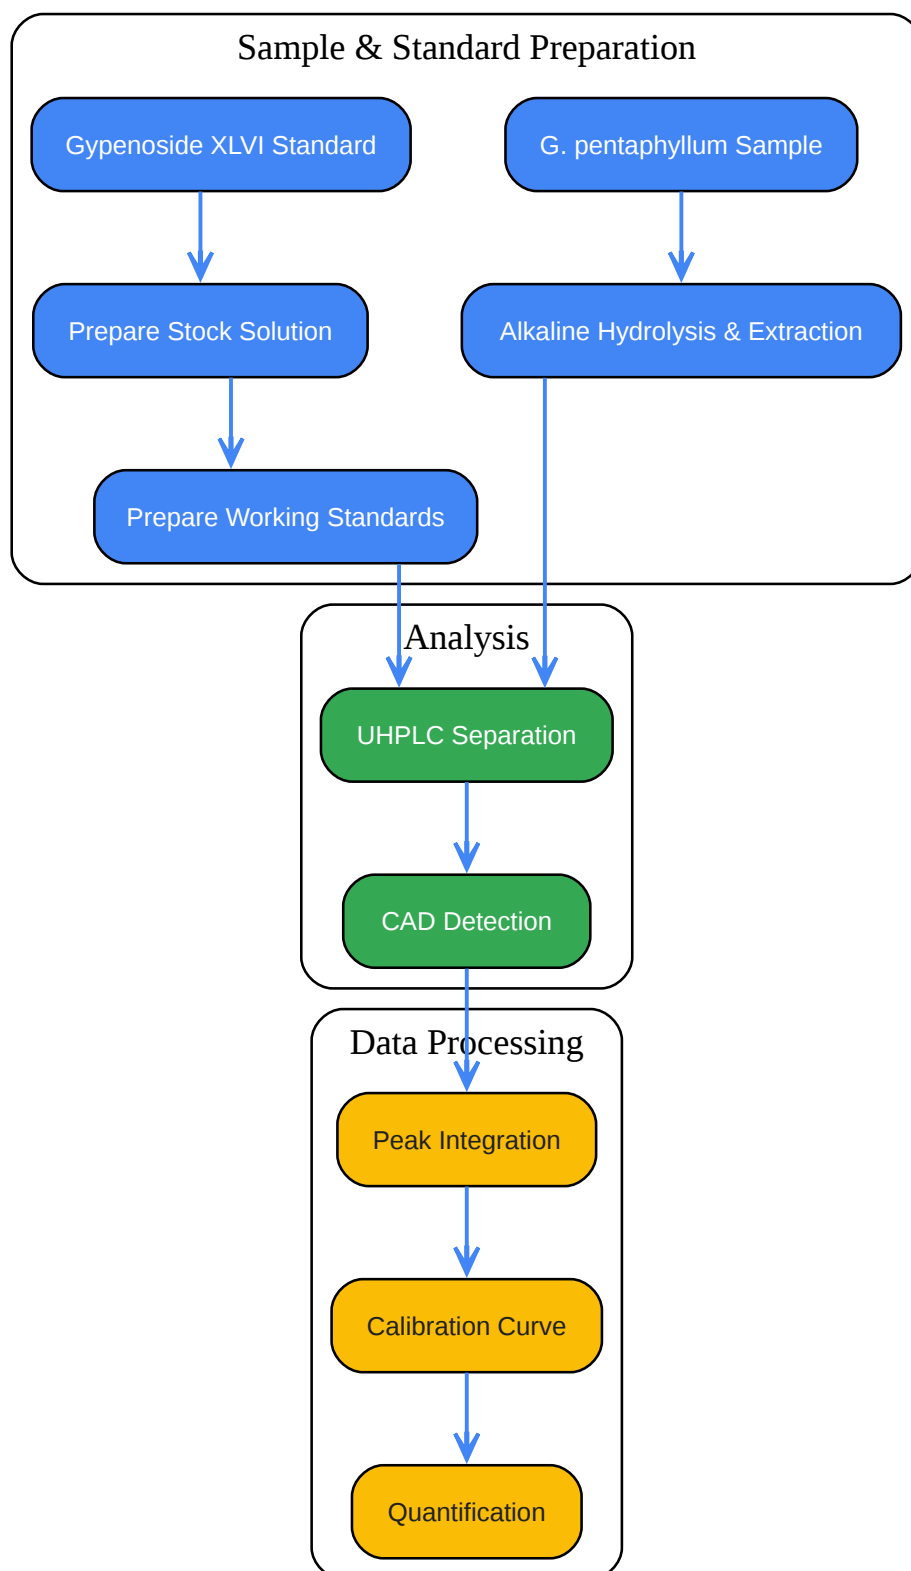 Sample & Standard Preparation
Gypenoside XLVI Standard
G. pentaphyllum Sample
Prepare Stock Solution
Alkaline Hydrolysis & Extraction
Prepare Working Standards
Analysis
UHPLC Separation
CAD Detection
Data Processing
Peak Integration
Calibration Curve
Quantification